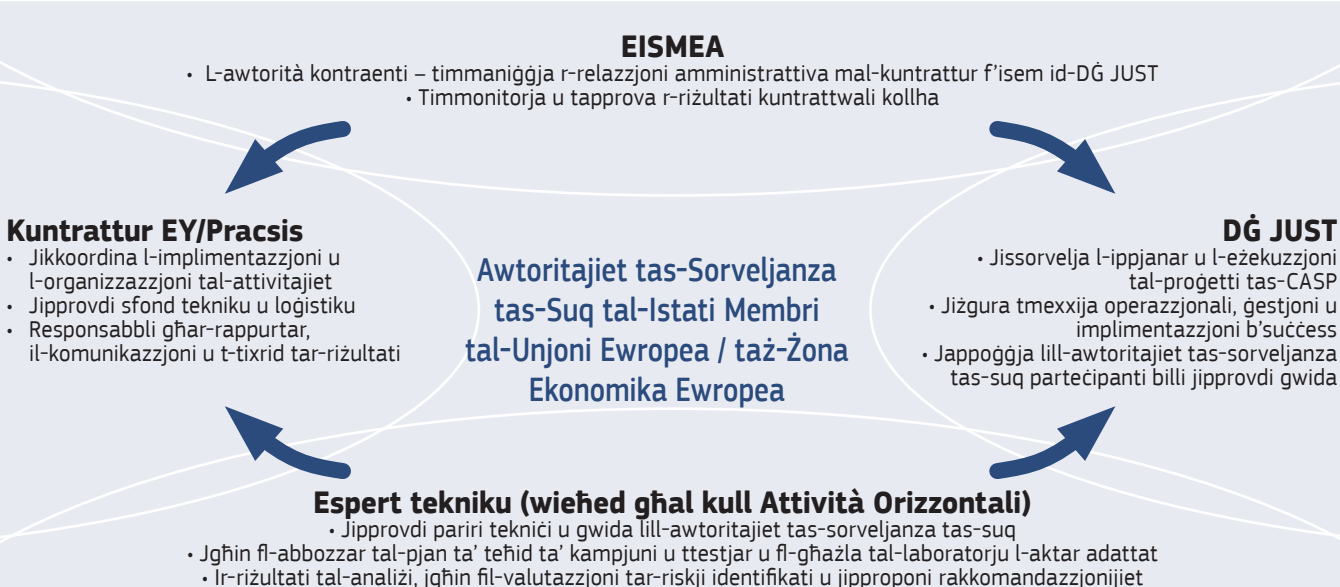 EISMEA
• L-awtorità kontraenti – timmaniġġja r-relazzjoni amministrattiva mal-kuntrattur f'isem id-DĠ JUST
• Timmonitorja u tapprova r-riżultati kuntrattwali kollha
Kuntrattur EY/Pracsis
• Jikkoordina l-implimentazzjoni u
l-organizzazzjoni tal-attivitajiet
• Jipprovdi sfond tekniku u loġistiku
• Responsabbli għar-rappurtar,
il-komunikazzjoni u t-tixrid tar-riżultati
Awtoritajiet tas-Sorveljanza
tas-Suq tal-Istati Membri
tal-Unjoni Ewropea / taż-Żona
Ekonomika Ewropea
DĠ JUST
• Jissorvelja l-ippjanar u l-eżekuzzjoni
tal-proġetti tas-CASP
• Jiżgura tmexxija operazzjonali, ġestjoni u
implimentazzjoni b'suċċess
• Jappoġġja lill-awtoritajiet tas-sorveljanza
tas-suq parteċipanti billi jipprovdi gwida
Espert tekniku (wieħed għal kull Attività Orizzontali)
• Jipprovdi pariri tekniċi u gwida lill-awtoritajiet tas-sorveljanza tas-suq
• Jgħin fl-abbozzar tal-pjan ta' teħid ta' kampjuni u ttestjar u fl-għażla tal-laboratorju l-aktar adattat
• Ir-riżultati tal-analiżi, jgħin fil-valutazzjoni tar-riskji identifikati u jipproponi rakkomandazzjonijiet